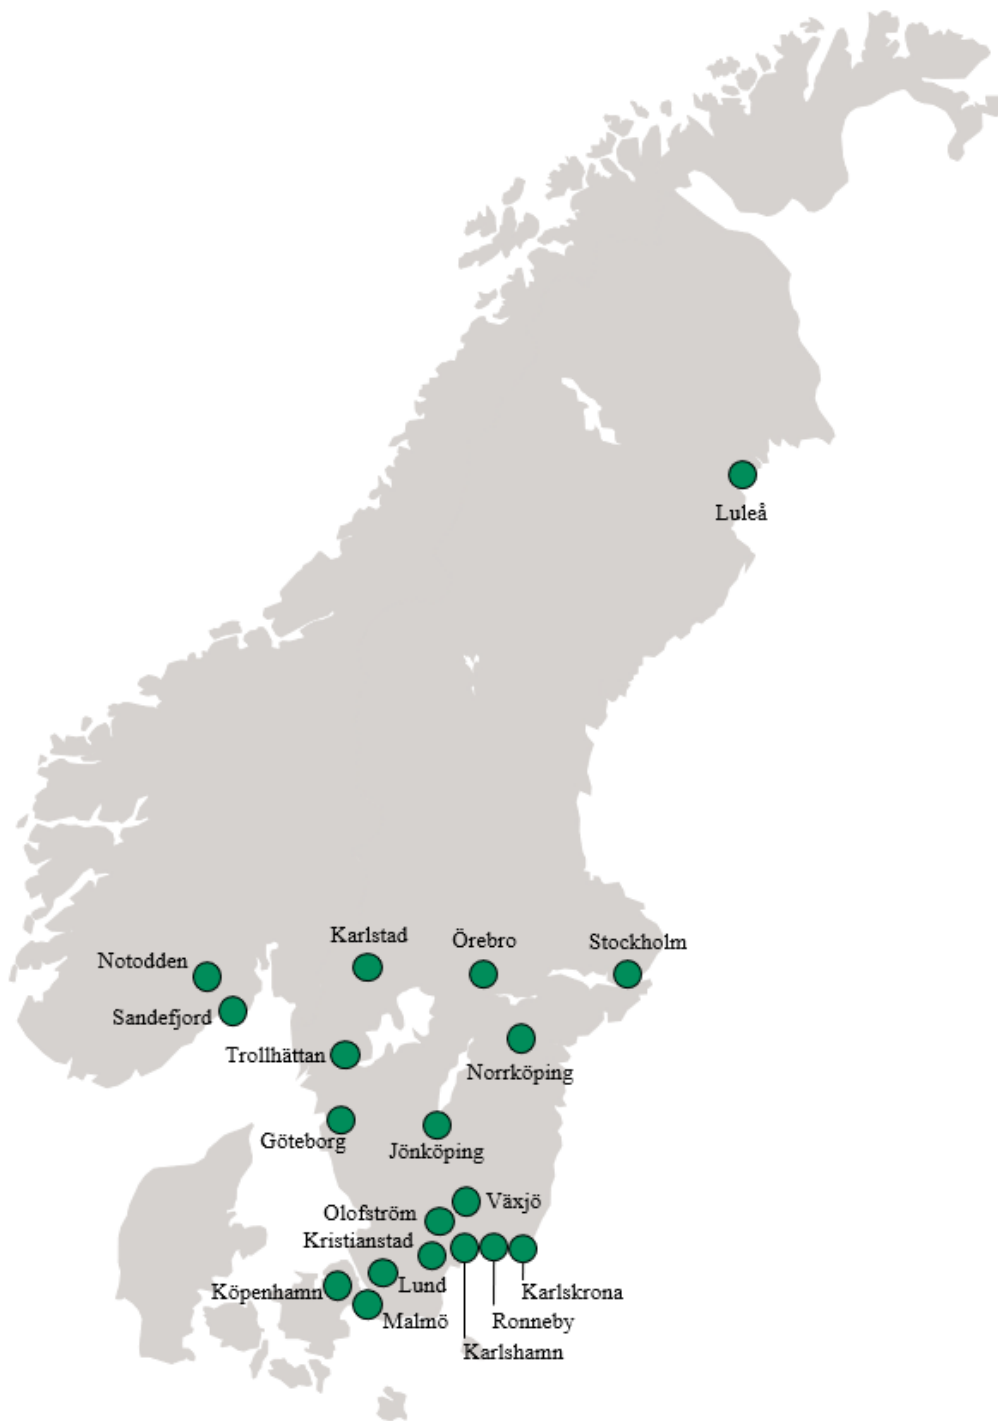 Luleå
Karlstad
Örebro
Stockholm
Notodden
Sandefjord
Trollhättan
Norrköping
Göteborg
Jönköping
Växjö
Olofström
Kristianstad
Köpenhamn
Lund
Karlskrona
Malmö
Ronneby
Karlshamn